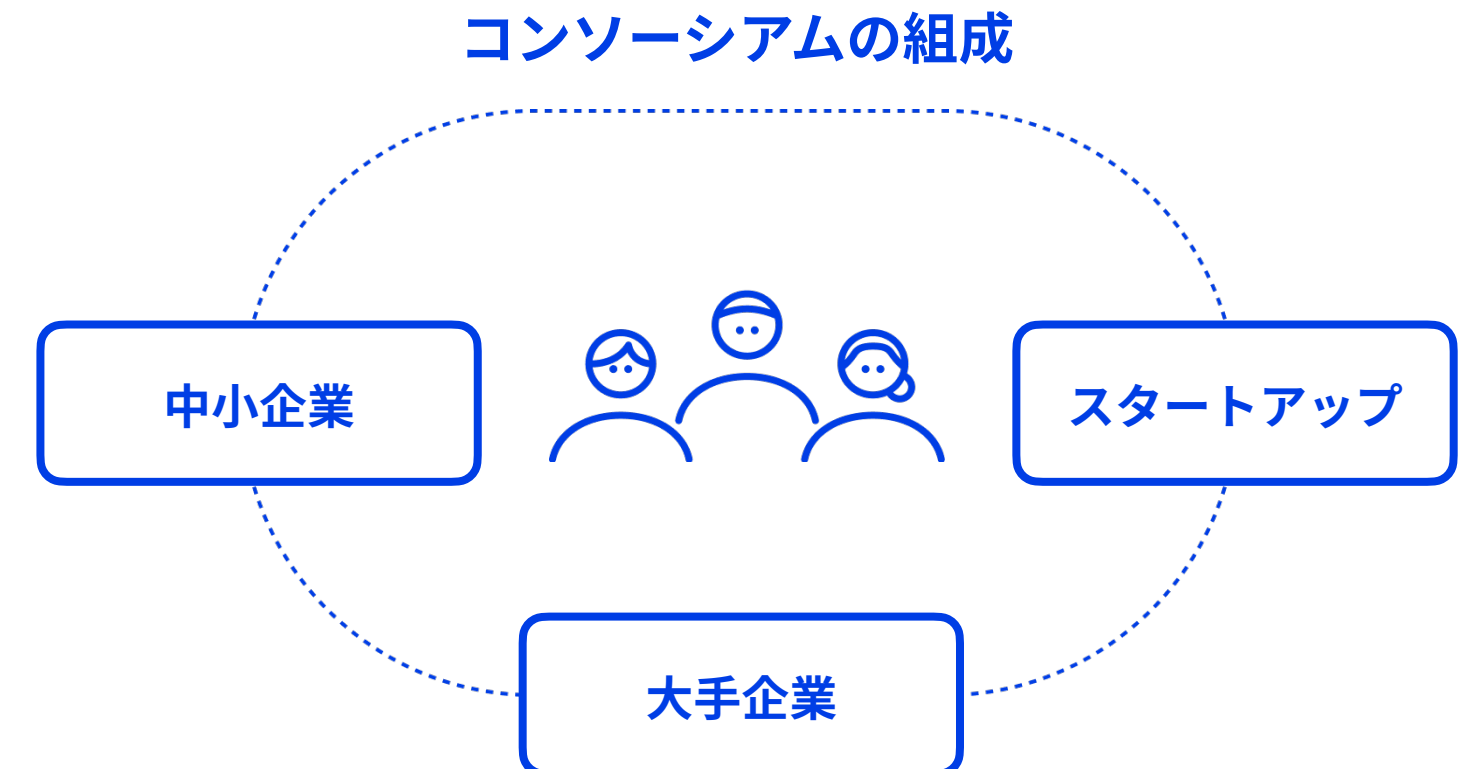 コンソーシアムの組成
中小企業
スタートアップ
大手企業